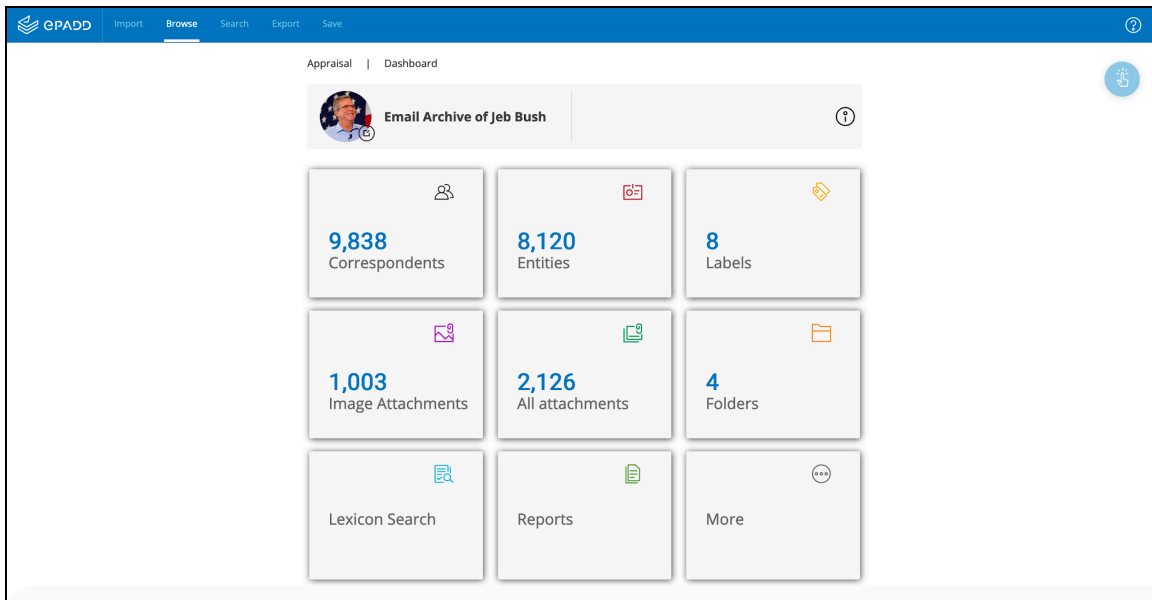 ePADD Import Browse Search Export Save
Appraisal | Dashboard
Email Archive of Jeb Bush
9,838 8,120 8
Correspondents Entities Labels
1,003 2,126 4
Image Attachments All attachments Folders
Lexicon Search Reports More